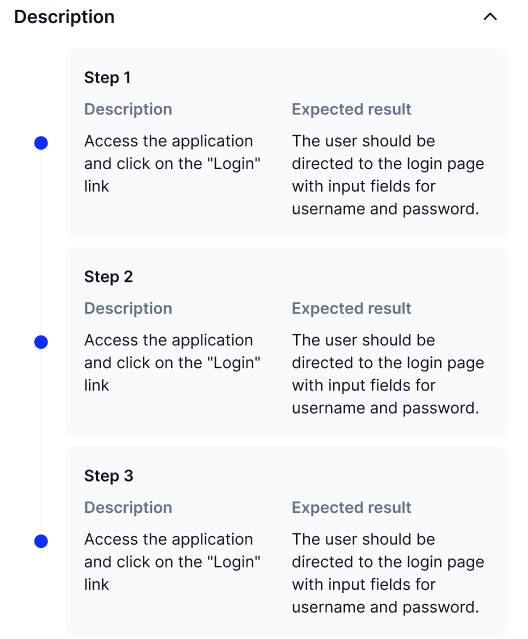 Description
Step 1
Description
Expected result
Access the application
and click on the "Login"
link
The user should be
directed to the login page
with input fields for
username and password.
Step 2
Description
Expected result
Access the application
and click on the "Login"
link
The user should be
directed to the login page
with input fields for
username and password.
Step 3
Description
Expected result
Access the application
and click on the "Login"
link
The user should be
directed to the login page
with input fields for
username and password.